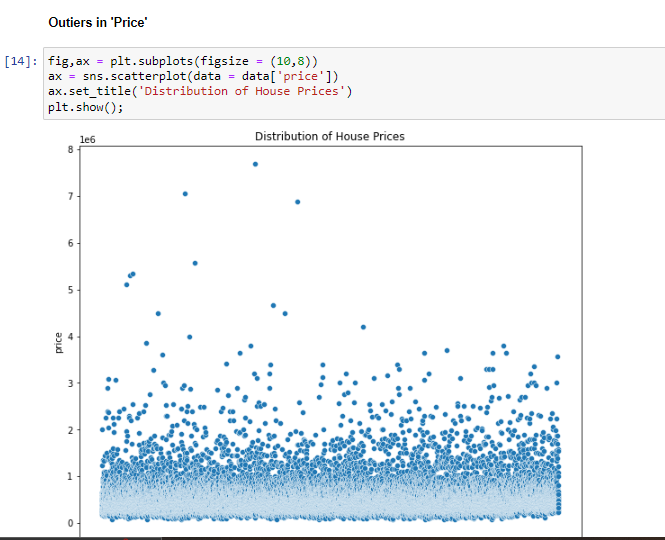 Outiers in 'Price'
[14]: fig,ax = plt.subplots(figsize = (10,8))
ax = sns.scatterplot(data = data['price'])
ax.set_title('Distribution of House Prices')
plt.show();
Distribution of House Prices
1e6
8
7
6
5
4
price
3
2
1
0